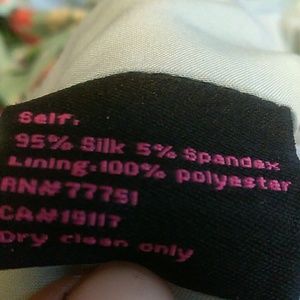 Self:
95% Silk 5% Spandex
Lining:100% polyester
RN#77751
CA#19117
Dry clean only